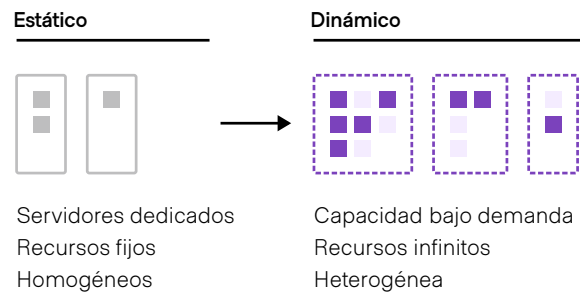 Estático
Dinámico
Servidores dedicados
Recursos fijos
Homogéneos
Capacidad bajo demanda
Recursos infinitos
Heterogénea